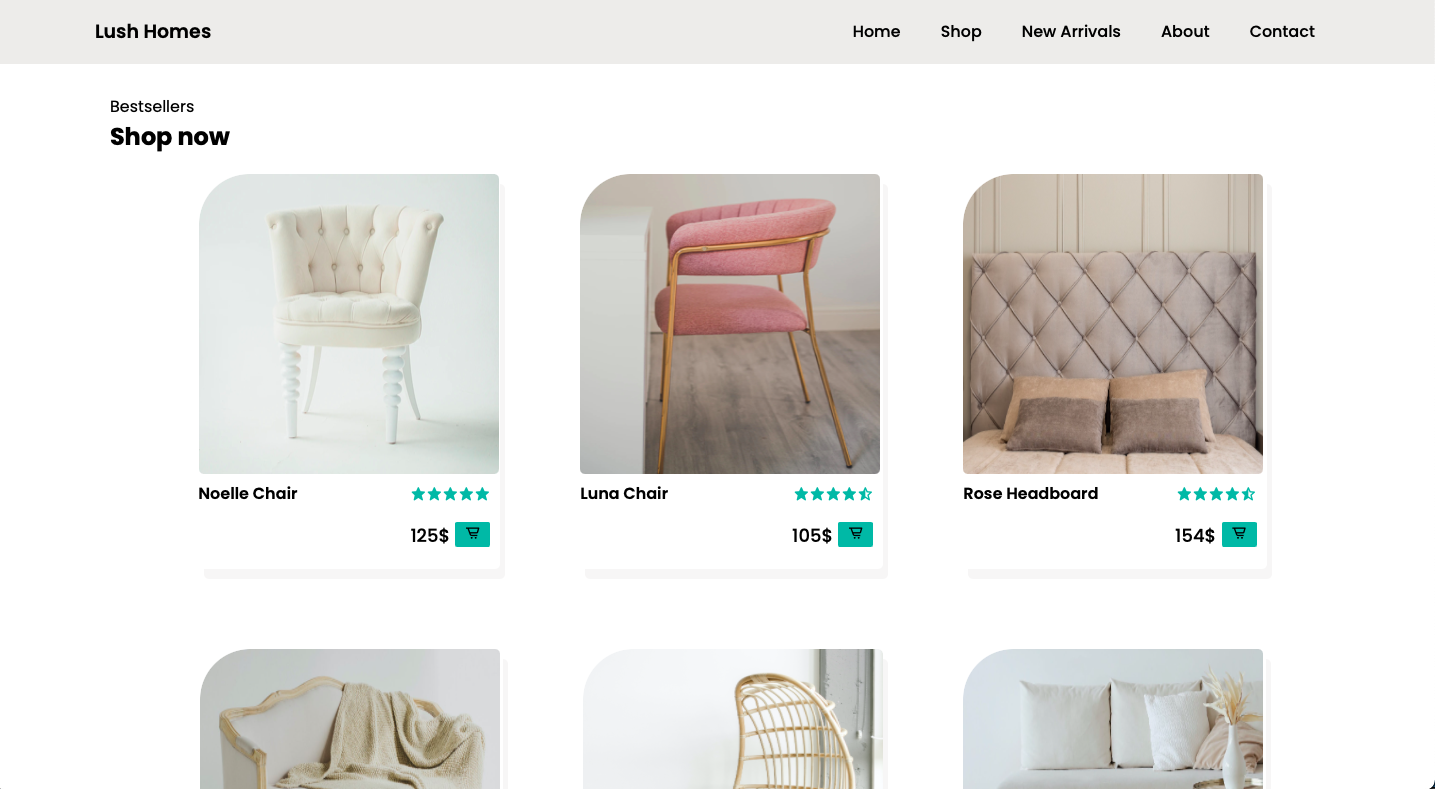 Lush Homes
Home Shop New Arrivals About Contact
Bestsellers
Shop now
Noelle Chair
125$
Luna Chair
105$
Rose Headboard
154$